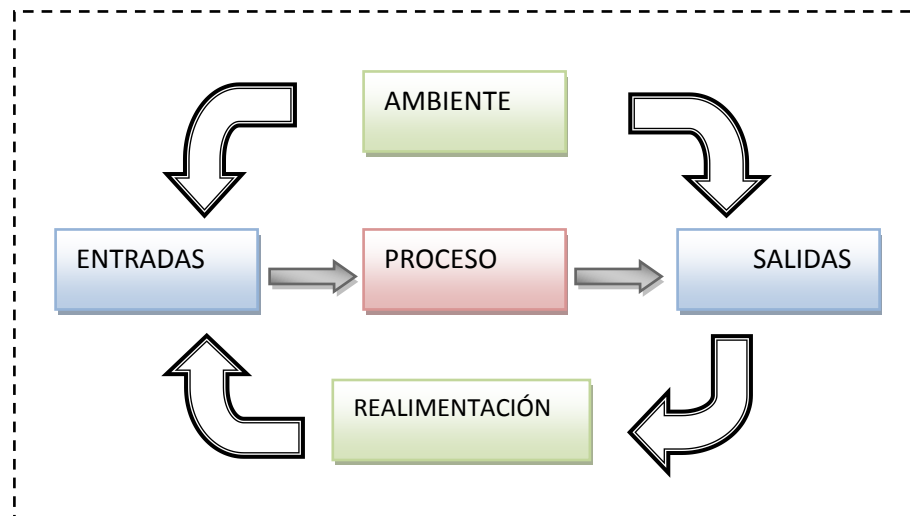 AMBIENTE
ENTRADAS
PROCESO
SALIDAS
REALIMENTACIÓN